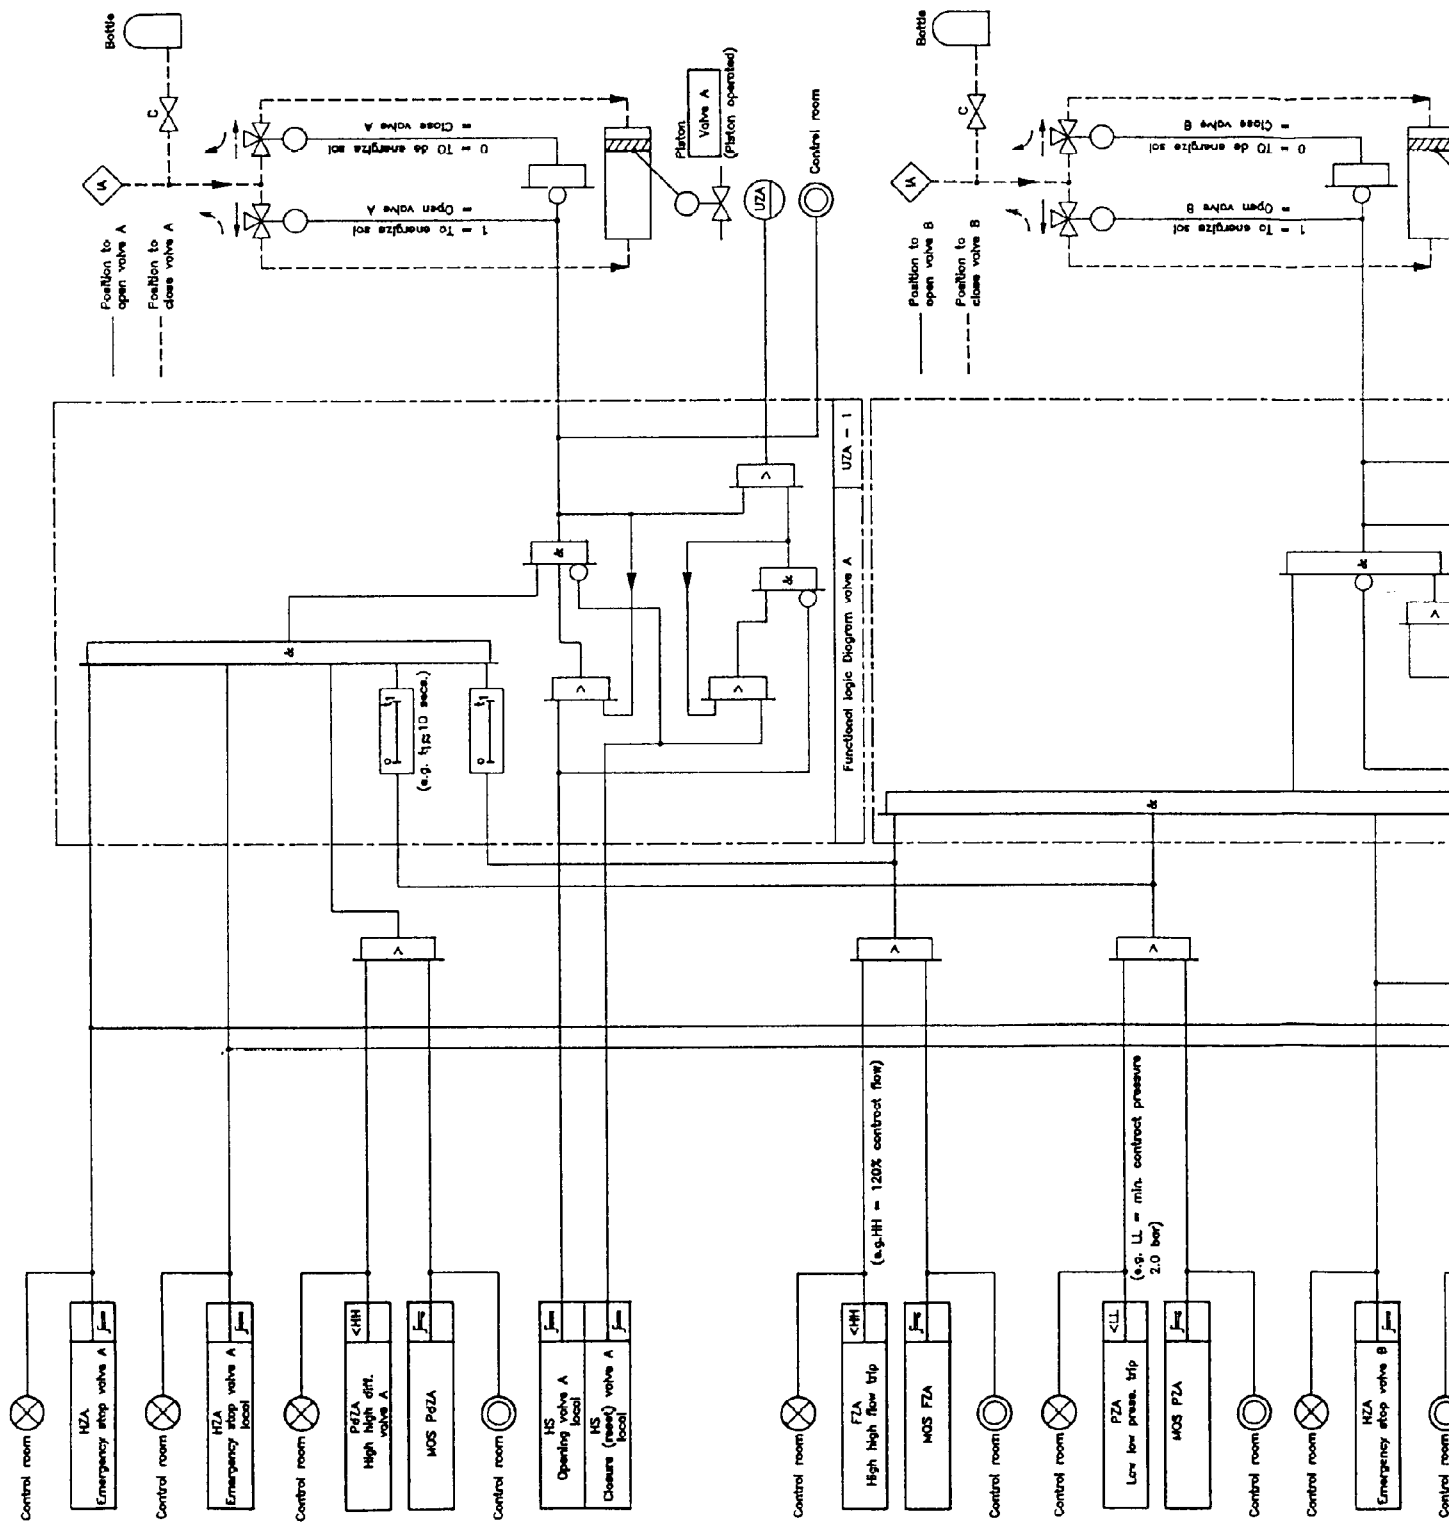 Bottle
C
IA
Position to
open valve A
Position to
close valve A
0 = TO de energize sol
= Close valve A
1 = To energize sol
= Open valve A
Piston
Valve A
(Piston operated)
UZA
Control room
Bottle
C
IA
Position to
open valve B
Position to
close valve B
0 = TO de energize sol
= Close valve B
1 = To energize sol
= Open valve B
&
&
>
>
&
>
o t1
(e.g. t1≈10 secs.)
o t1
UZA - 1
Functional logic Diagram valve A
&
>
&
>
>
>
(e.g.HH = 120% contract flow)
(e.g. LL = min. contract pressure
2.0 bar)
Control room
HZA
Emergency stop valve A
Control room
HZA
Emergency stop valve A
local
Control room
PdZA
High high diff.
valve A
<HH
MOS PdZA
Control room
HS
Opening valve A
local
HS
Closure (reset) valve A
local
Control room
FZA
High high flow trip
<HH
MOS FZA
Control room
Control room
PZA
Low low press. trip
<LL
MOS PZA
Control room
Control room
HZA
Emergency stop valve B
Control room